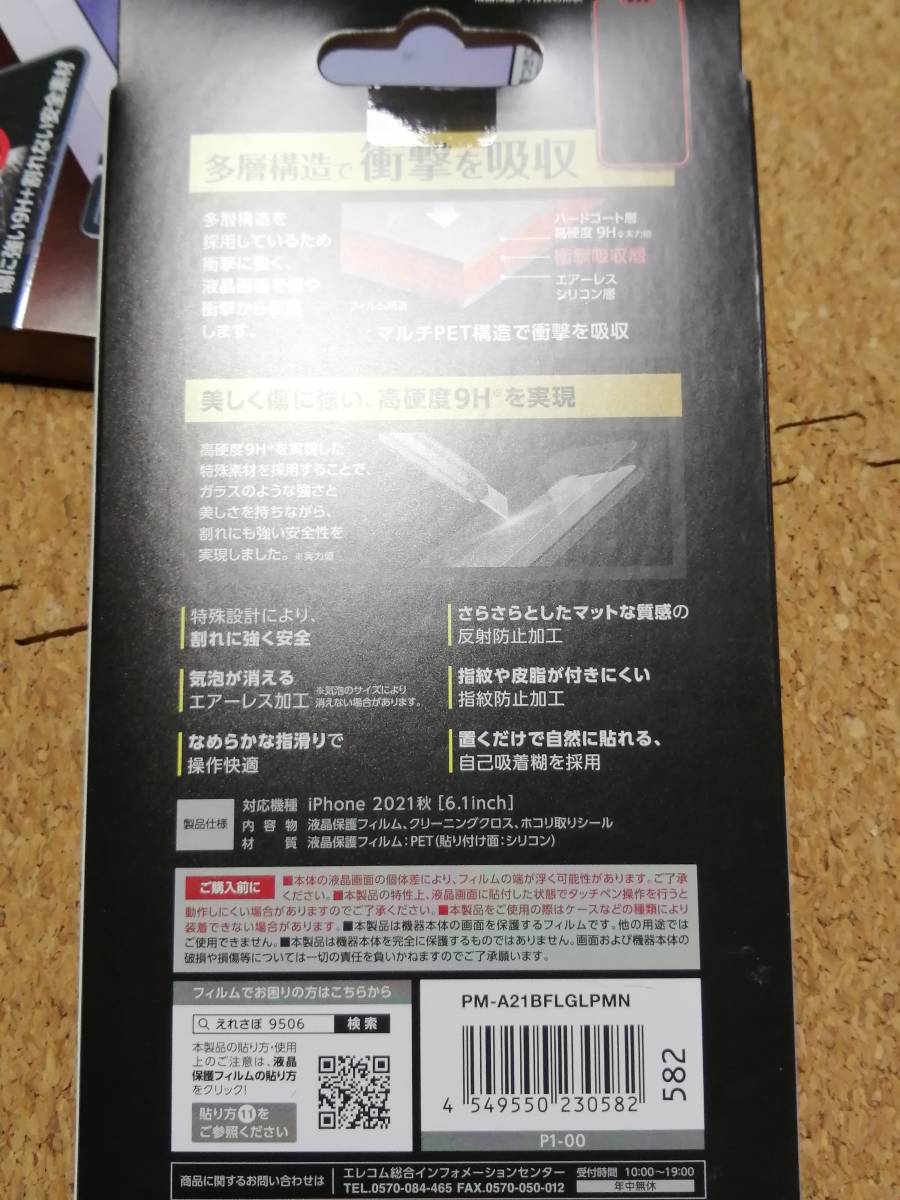 多層構造で衝撃を吸収
多層構造を
採用しているため
衝撃に強く、
液晶画面を
衝撃から
します。
ハードコート層
高硬度 9H ※実力値
衝撃吸収層
エアーレス
シリコン層
フィルム構造
マルチPET構造で衝撃を吸収
美しく傷に強い、高硬度9H※を実現
高硬度9H※を実現した
特殊素材を採用することで、
ガラスのような強さと
美しさを持ちながら、
割れにも強い安全性を
実現しました。※実力値
特殊設計により、
割れに強く安全
さらさらとしたマットな質感の
反射防止加工
気泡が消える
エアーレス加工 ※気泡のサイズにより
消えない場合があります。
指紋や皮脂が付きにくい
指紋防止加工
なめらかな指滑りで
操作快適
置くだけで自然に貼れる、
自己吸着糊を採用
製品仕様
対応機種 iPhone 2021秋 [6.1inch]
内容物 液晶保護フィルム、クリーニングクロス、ホコリ取りシール
材質 液晶保護フィルム:PET(貼り付け面:シリコン)
ご購入前に ■本体の液晶画面の個体差により、フィルムの端が浮く可能性があります。ご了承
ください。■本製品の特性上、液晶画面に貼付した状態でタッチペン操作を行うと
動作しにくい場合がありますのでご了承ください。■本製品をご使用の際はケースなどの種類により
装着できない場合があります。■本製品は機器本体の画面を保護するフィルムです。他の用途では
ご使用できません。■本製品は機器本体を完全に保護するものではありません。画面および機器本体の
破損や損傷等については一切の責任を負いかねますのでご了承願います。
フィルムでお困りの方はこちらから
えれさぽ 9506 検索
本製品の貼り方・使用
上のご注意は、液晶
保護フィルムの貼り方
をクリック!
貼り方⑪を
ご参照ください
PM-A21BFLGLPMN
4 549550 230582
582
P1-00
商品に関するお問い合わせは
エレコム総合インフォメーションセンター
TEL.0570-084-465 FAX.0570-050-012
受付時間 10:00～19:00
年中無休